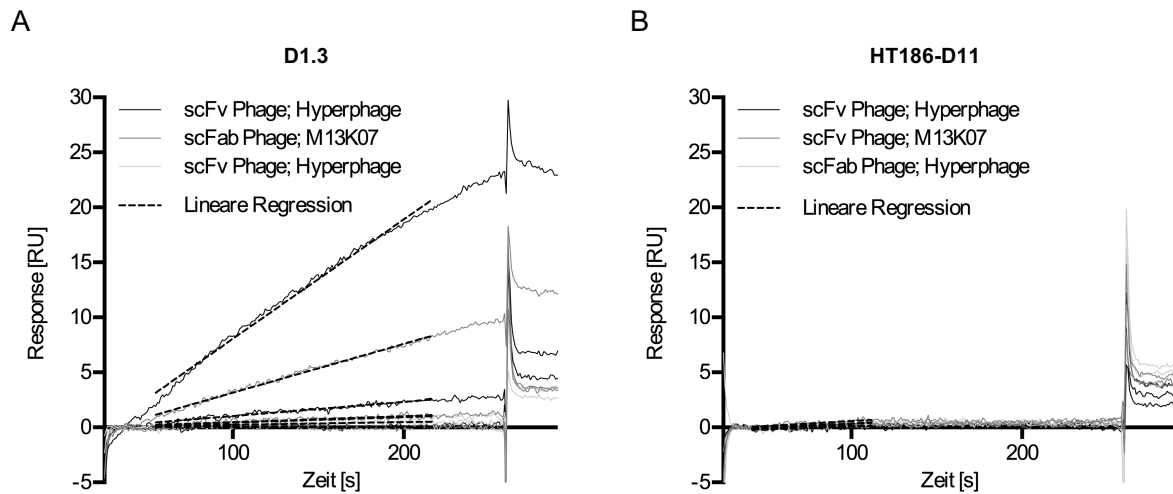 A
D1.3
30
25
20
15
10
5
0
-5
Response [RU]
scFv Phage; Hyperphage
scFab Phage; M13K07
scFv Phage; Hyperphage
Lineare Regression
100
200
Zeit [s]
B
HT186-D11
30
25
20
15
10
5
0
-5
Response [RU]
scFv Phage; Hyperphage
scFv Phage; M13K07
scFab Phage; Hyperphage
Lineare Regression
100
200
Zeit [s]